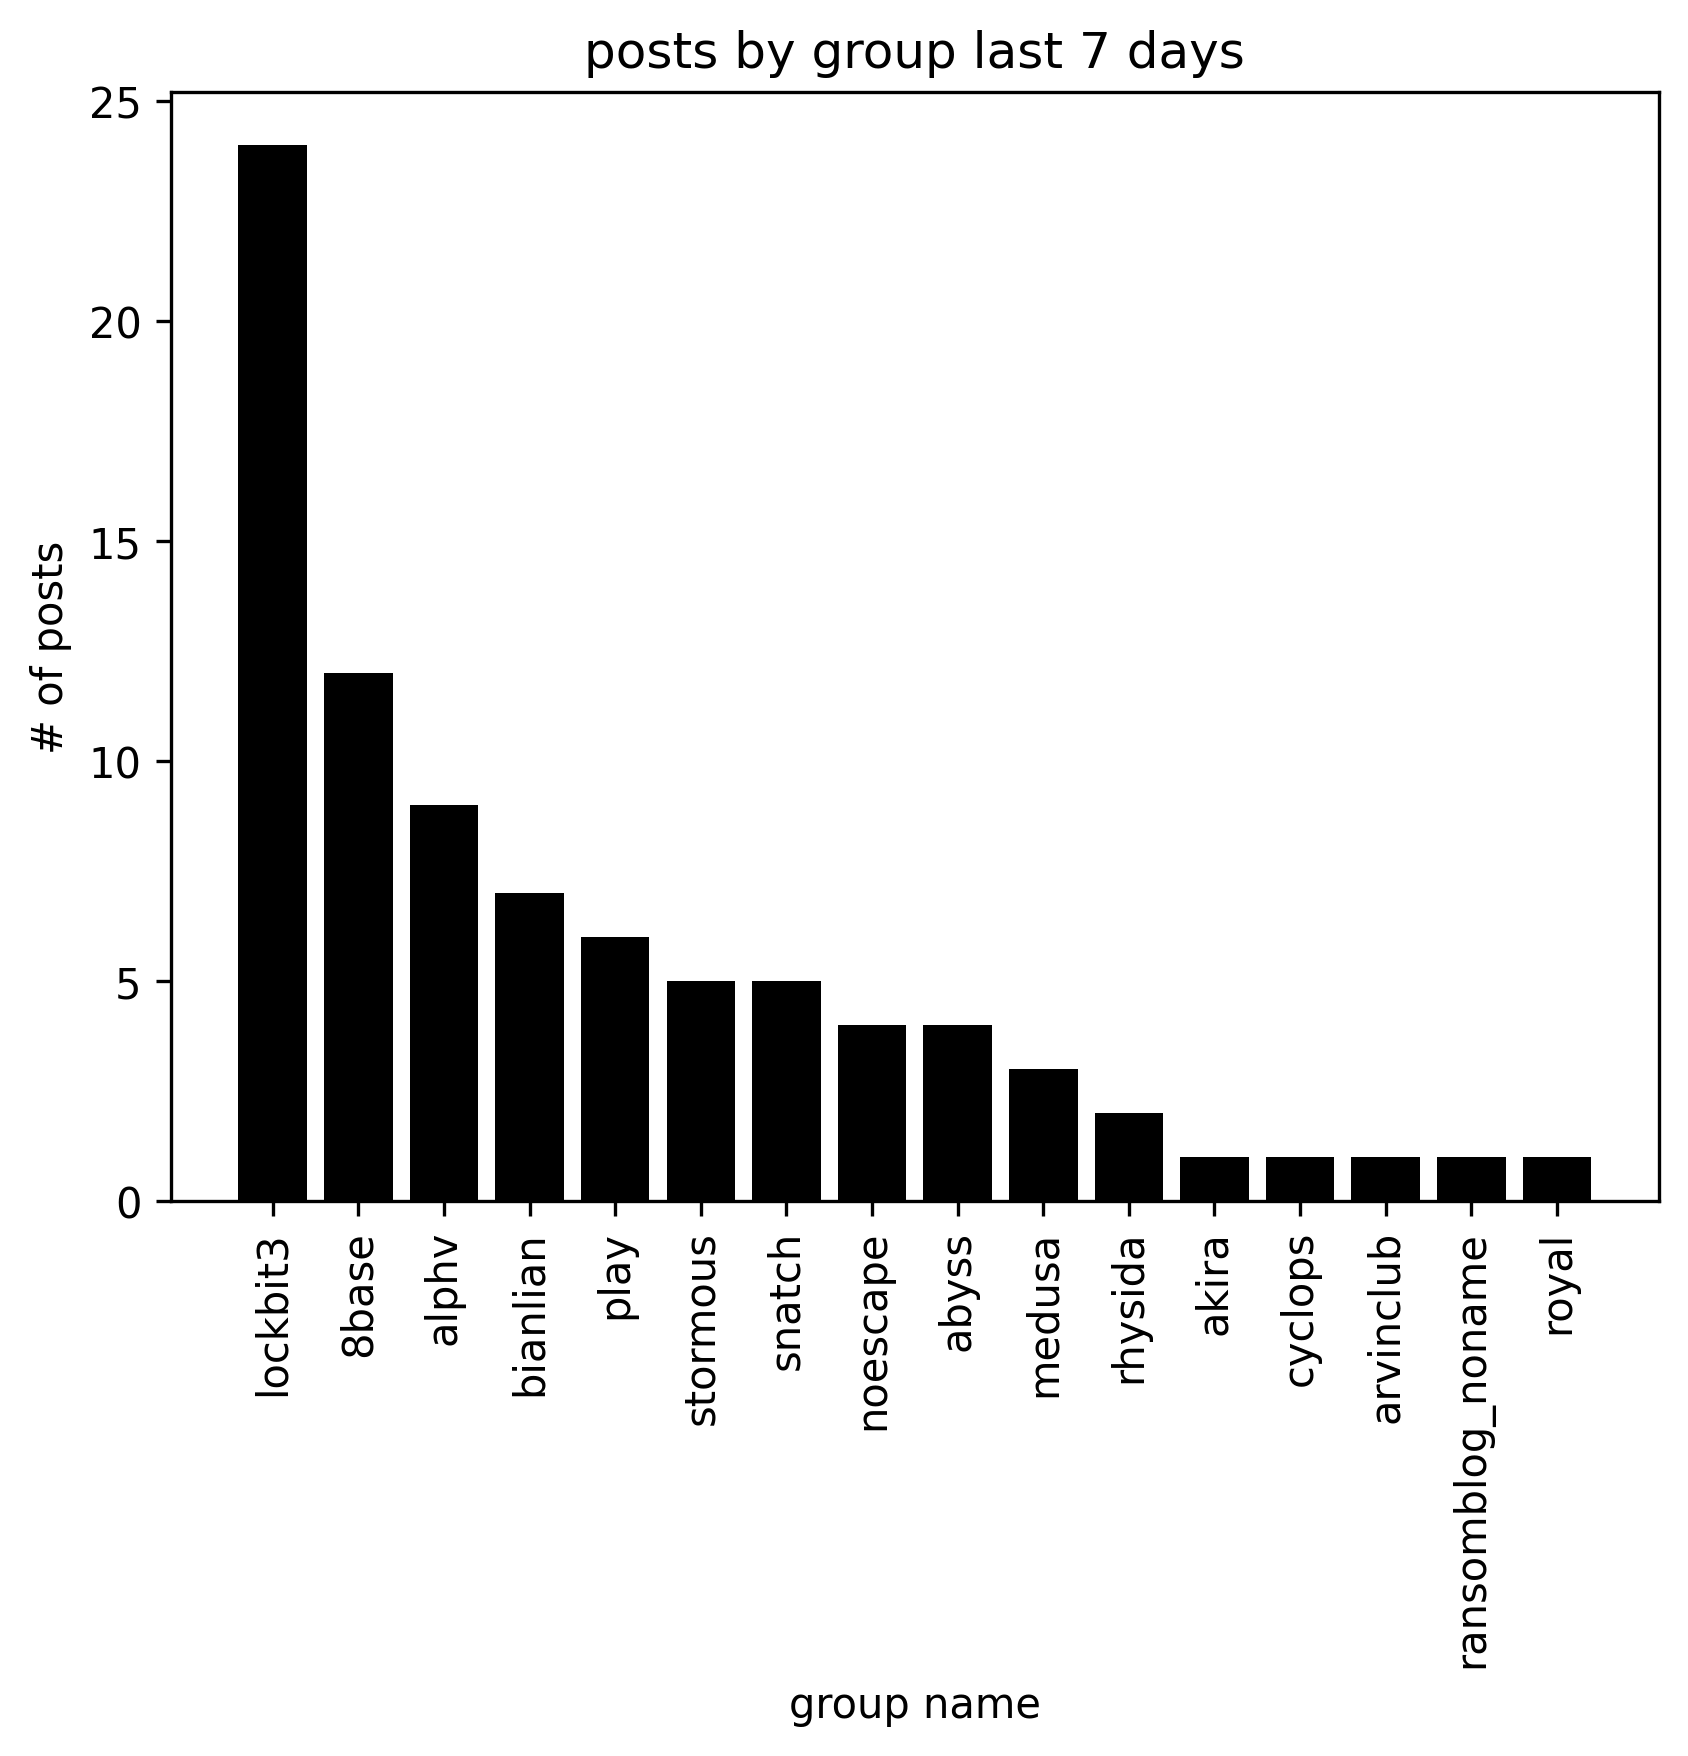 posts by group last 7 days
# of posts
25
20
15
10
5
0
lockbit3
8base
alphv
bianlian
play
stormous
snatch
noescape
abyss
medusa
rhysida
akira
cyclops
arvinclub
ransomblog_noname
royal
group name